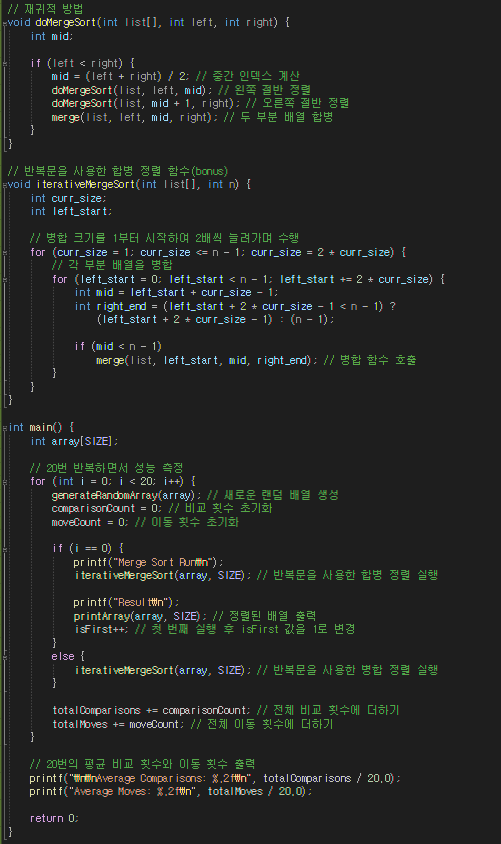 // 재귀적 방법
void doMergeSort(int list[], int left, int right) {
    int mid;

    if (left < right) {
        mid = (left + right) / 2; // 중간 인덱스 계산
        doMergeSort(list, left, mid); // 왼쪽 절반 정렬
        doMergeSort(list, mid + 1, right); // 오른쪽 절반 정렬
        merge(list, left, mid, right); // 두 부분 배열 합병
    }
}

// 반복문을 사용한 합병 정렬 함수(bonus)
void iterativeMergeSort(int list[], int n) {
    int curr_size;
    int left_start;

    // 병합 크기를 1부터 시작하여 2배씩 늘려가며 수행
    for (curr_size = 1; curr_size <= n - 1; curr_size = 2 * curr_size) {
        // 각 부분 배열을 병합
        for (left_start = 0; left_start < n - 1; left_start += 2 * curr_size) {
            int mid = left_start + curr_size - 1;
            int right_end = (left_start + 2 * curr_size - 1 < n - 1) ?
                (left_start + 2 * curr_size - 1) : (n - 1);

            if (mid < n - 1)
                merge(list, left_start, mid, right_end); // 병합 함수 호출
        }
    }
}

int main() {
    int array[SIZE];

    // 20번 반복하면서 성능 측정
    for (int i = 0; i < 20; i++) {
        generateRandomArray(array); // 새로운 랜덤 배열 생성
        comparisonCount = 0; // 비교 횟수 초기화
        moveCount = 0; // 이동 횟수 초기화

        if (i == 0) {
            printf("Merge Sort Run₩n");
            iterativeMergeSort(array, SIZE); // 반복문을 사용한 합병 정렬 실행

            printf("Result₩n");
            printArray(array, SIZE); // 정렬된 배열 출력
            isFirst++; // 첫 번째 실행 후 isFirst 값을 1로 변경
        }
        else {
            iterativeMergeSort(array, SIZE); // 반복문을 사용한 병합 정렬 실행
        }

        totalComparisons += comparisonCount; // 전체 비교 횟수에 더하기
        totalMoves += moveCount; // 전체 이동 횟수에 더하기
    }

    // 20번의 평균 비교 횟수와 이동 횟수 출력
    printf("₩n₩nAverage Comparisons: %.2f₩n", totalComparisons / 20.0);
    printf("Average Moves: %.2f₩n", totalMoves / 20.0);

    return 0;
}